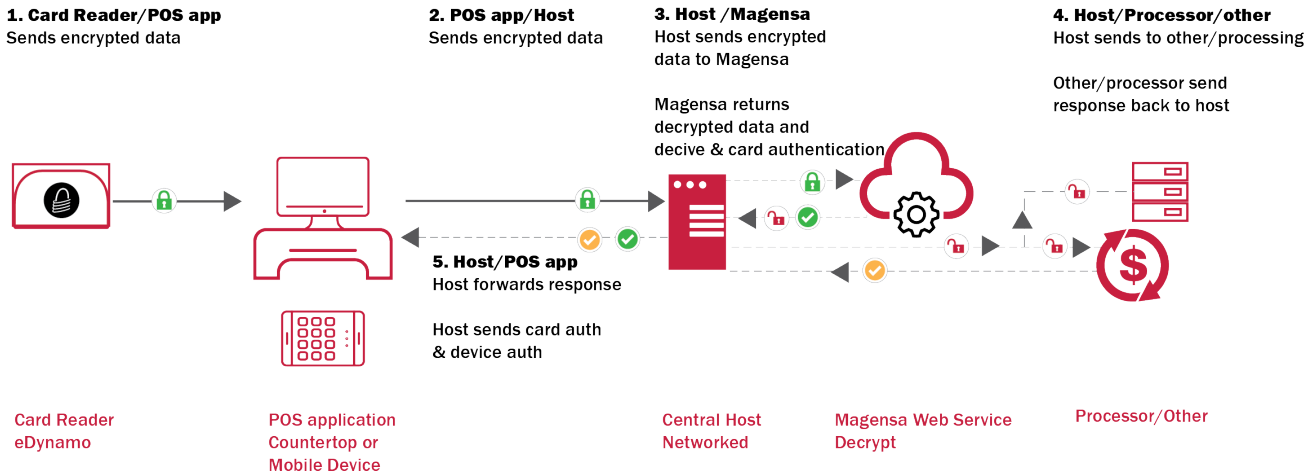 1. Card Reader/POS app
Sends encrypted data
2. POS app/Host
Sends encrypted data
3. Host /Magensa
Host sends encrypted
data to Magensa
Magensa returns
decrypted data and
decive & card authentication
4. Host/Processor/other
Host sends to other/processing
Other/processor send
response back to host
5. Host/POS app
Host forwards response
Host sends card auth
& device auth
$
Card Reader
eDynamo
POS application
Countertop or
Mobile Device
Central Host
Networked
Magensa Web Service
Decrypt
Processor/Other